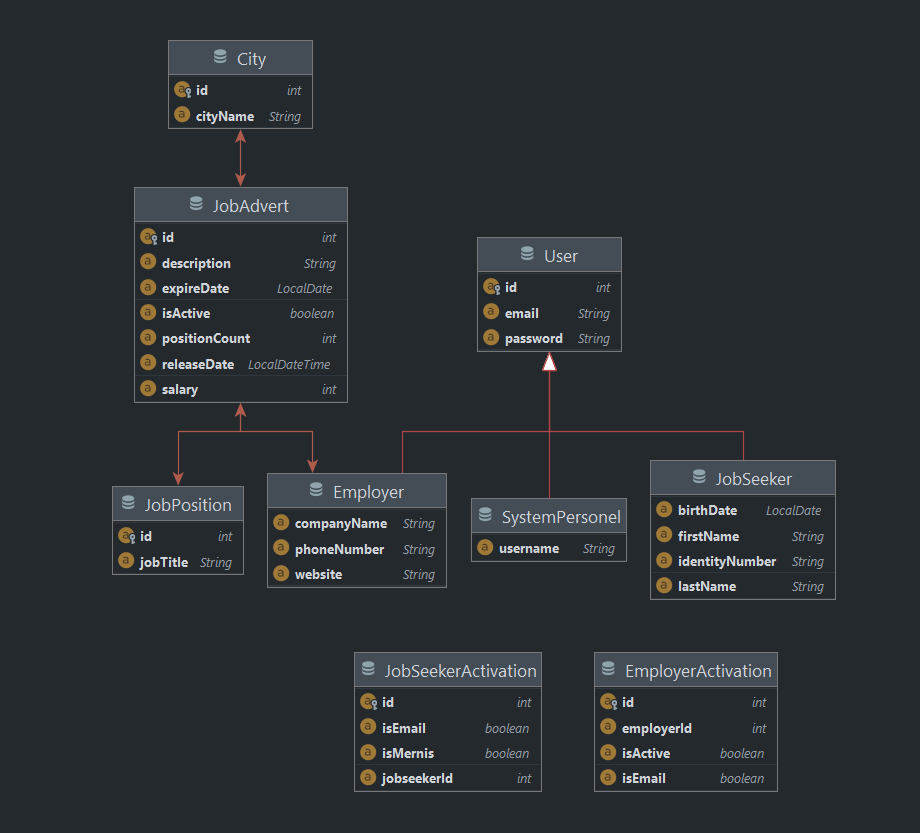 City
id int
cityName String
JobAdvert
id int
description String
expireDate LocalDate
isActive boolean
positionCount int
releaseDate LocalDateTime
salary int
User
id int
email String
password String
JobPosition
id int
jobTitle String
Employer
companyName String
phoneNumber String
website String
SystemPersonel
username String
JobSeeker
birthDate LocalDate
firstName String
identityNumber String
lastName String
JobSeekerActivation
id int
isEmail boolean
isMernis boolean
jobseekerId int
EmployerActivation
id int
employerId int
isActive boolean
isEmail boolean